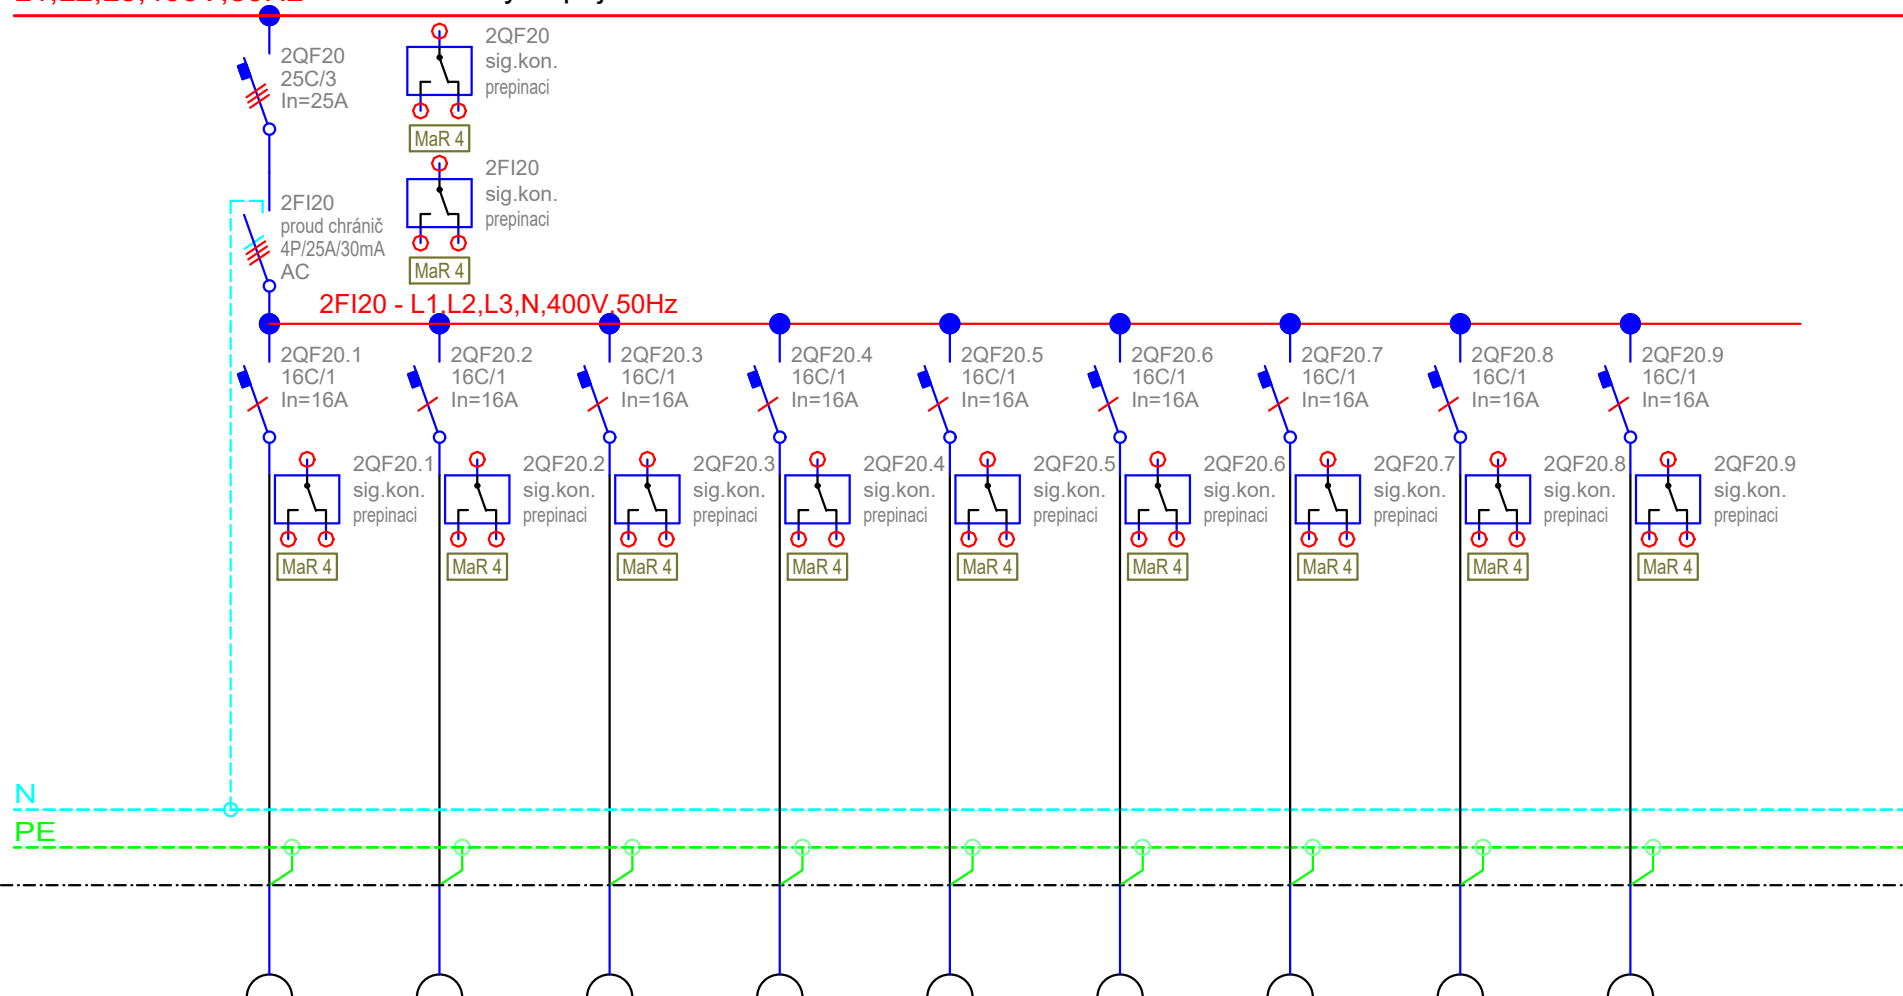 2QF20
25C/3
In=25A
2QF20
sig.kon.
prepinaci
MaR 4
2FI20
proud chránič
4P/25A/30mA
AC
2FI20
sig.kon.
prepinaci
MaR 4
2FI20 - L1,L2,L3,N,400V,50Hz
2QF20.1
16C/1
In=16A
2QF20.2
16C/1
In=16A
2QF20.3
16C/1
In=16A
2QF20.4
16C/1
In=16A
2QF20.5
16C/1
In=16A
2QF20.6
16C/1
In=16A
2QF20.7
16C/1
In=16A
2QF20.8
16C/1
In=16A
2QF20.9
16C/1
In=16A
2QF20.1
sig.kon.
prepinaci
MaR 4
2QF20.2
sig.kon.
prepinaci
MaR 4
2QF20.3
sig.kon.
prepinaci
MaR 4
2QF20.4
sig.kon.
prepinaci
MaR 4
2QF20.5
sig.kon.
prepinaci
MaR 4
2QF20.6
sig.kon.
prepinaci
MaR 4
2QF20.7
sig.kon.
prepinaci
MaR 4
2QF20.8
sig.kon.
prepinaci
MaR 4
2QF20.9
sig.kon.
prepinaci
MaR 4
N
PE